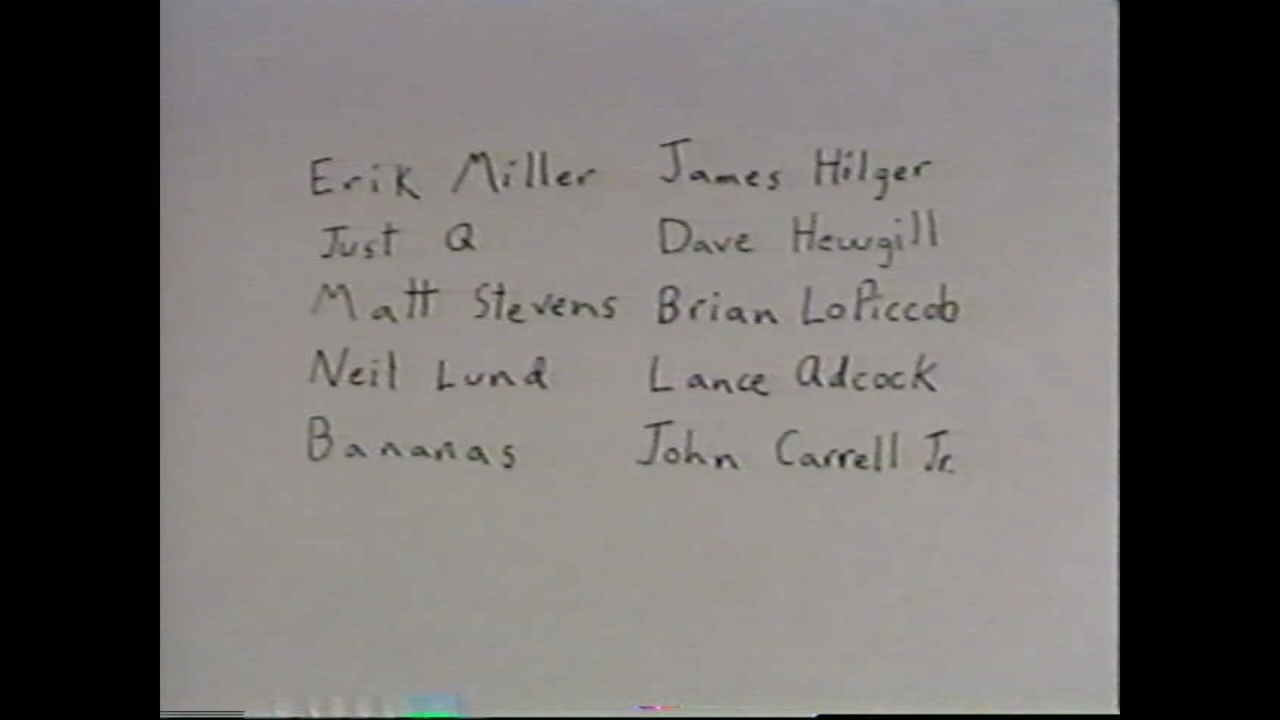 Erik Miller James Hilger
Just Q Dave Hewgill
Matt Stevens Brian LoPiccolo
Neil Lund Lance Adcock
Bananas John Carrell Jr.